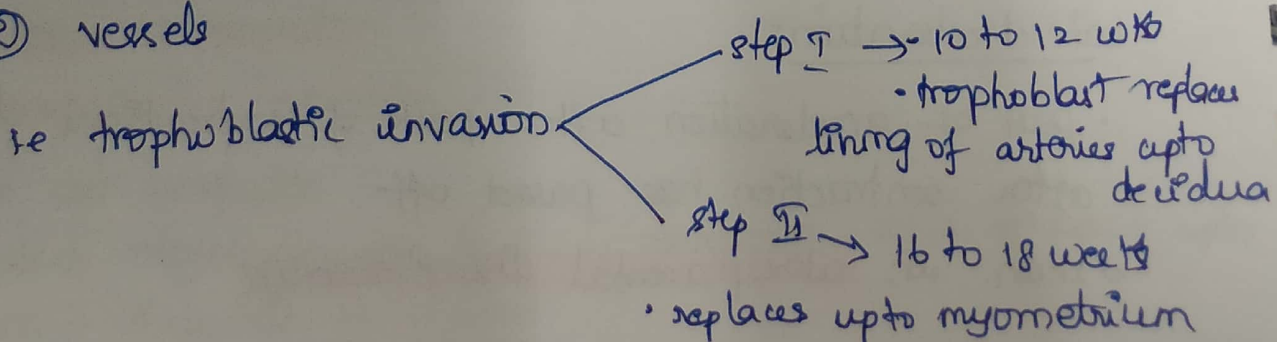 vessels
step I → 10 to 12 wks
• trophoblast replaces
trophoblastic invasion
lining of arteries upto
decidua
step II → 16 to 18 weeks
• replaces upto myometrium